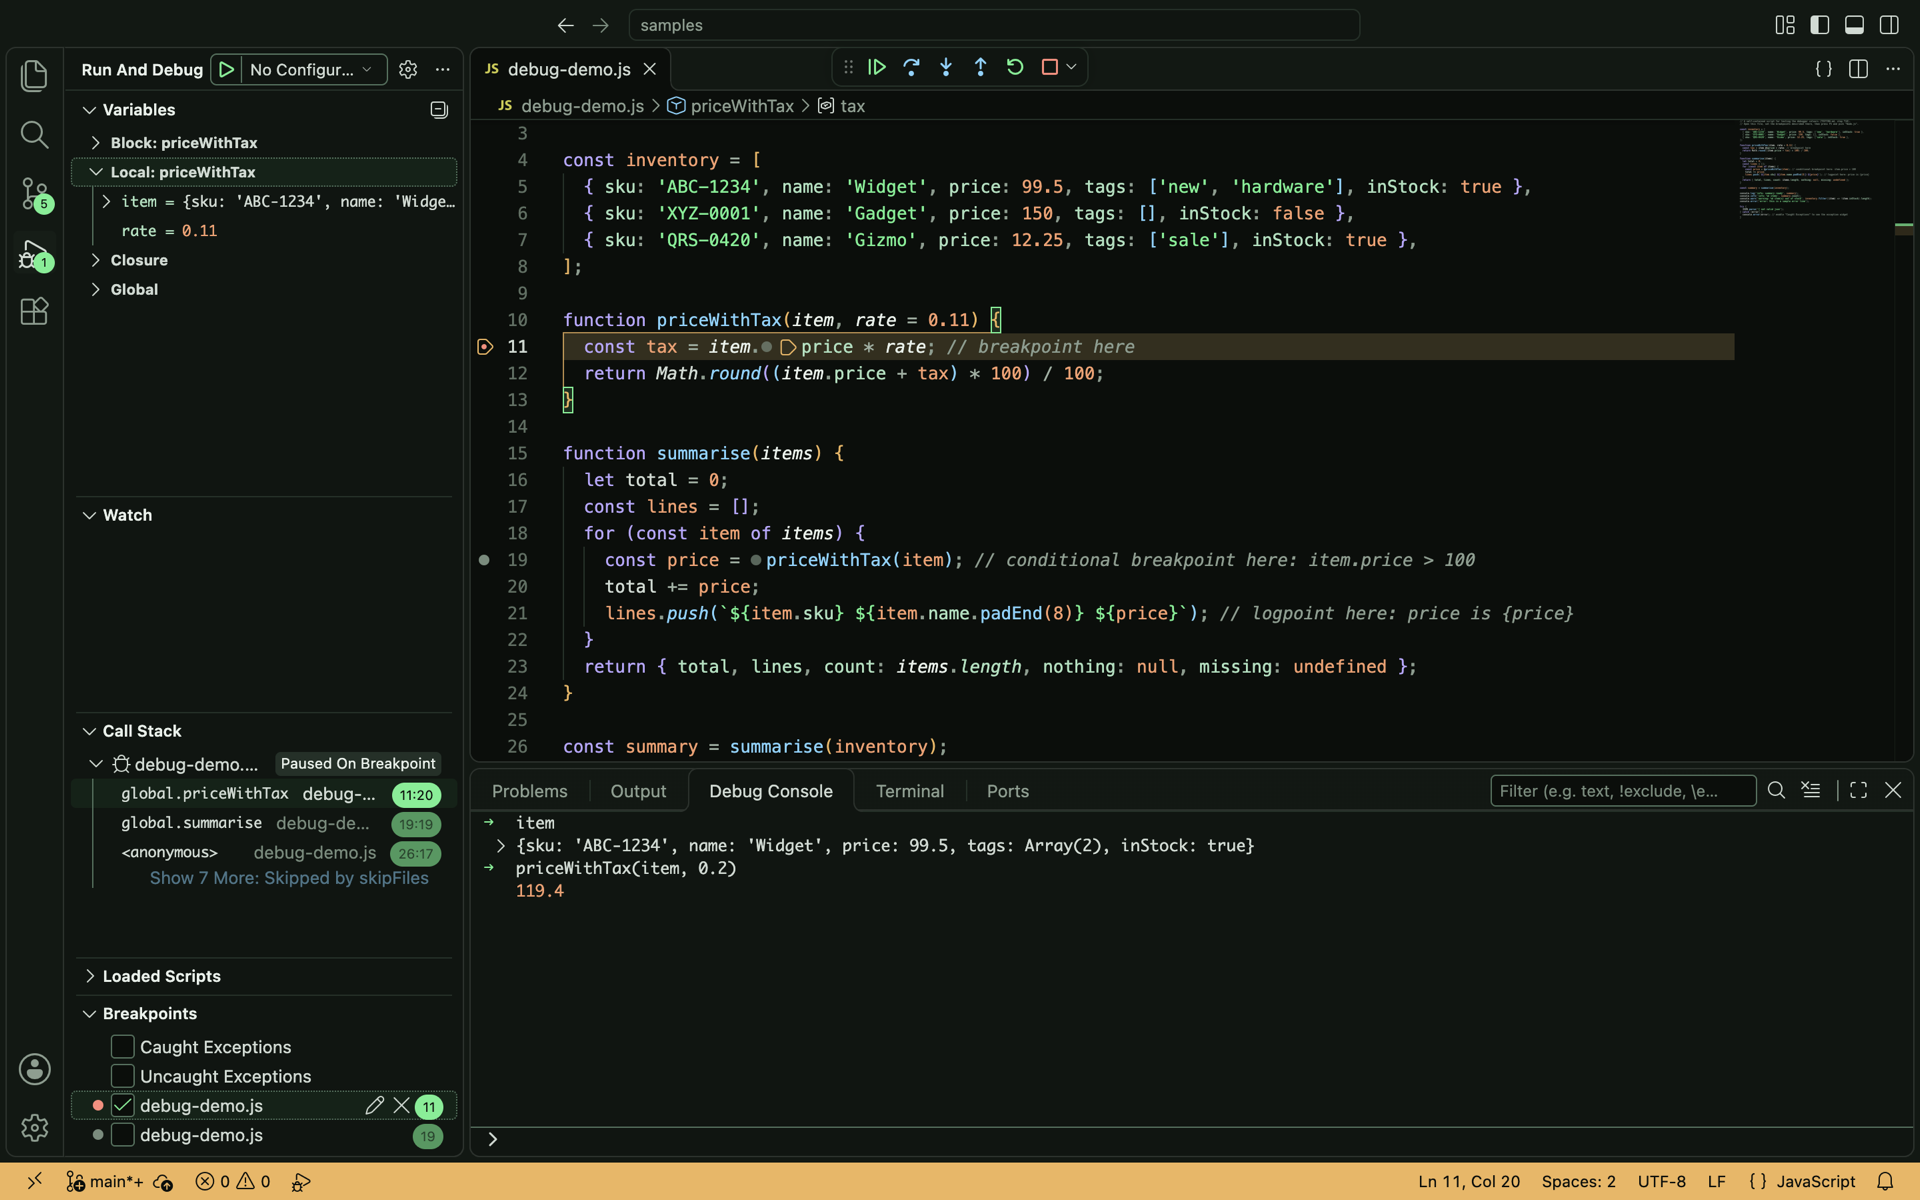 samples
Run And Debug No Configur...
Variables
Block: priceWithTax
Local: priceWithTax
item = {sku: 'ABC-1234', name: 'Widge...
rate = 0.11
Closure
Global
Watch
Call Stack
debug-demo.... Paused On Breakpoint
global.priceWithTax debug-... 11:20
global.summarise debug-de... 19:19
<anonymous> debug-demo.js 26:17
Show 7 More: Skipped by skipFiles
Loaded Scripts
Breakpoints
Caught Exceptions
Uncaught Exceptions
debug-demo.js 11
debug-demo.js 19
5
1
JS debug-demo.js
JS debug-demo.js > priceWithTax > tax
3
4 const inventory = [
5 { sku: 'ABC-1234', name: 'Widget', price: 99.5, tags: ['new', 'hardware'], inStock: true },
6 { sku: 'XYZ-0001', name: 'Gadget', price: 150, tags: [], inStock: false },
7 { sku: 'QRS-0420', name: 'Gizmo', price: 12.25, tags: ['sale'], inStock: true },
8 ];
9
10 function priceWithTax(item, rate = 0.11) {
11 const tax = item.price * rate; // breakpoint here
12 return Math.round((item.price + tax) * 100) / 100;
13 }
14
15 function summarise(items) {
16 let total = 0;
17 const lines = [];
18 for (const item of items) {
19 const price = priceWithTax(item); // conditional breakpoint here: item.price > 100
20 total += price;
21 lines.push(`${item.sku} ${item.name.padEnd(8)} ${price}`); // logpoint here: price is {price}
22 }
23 return { total, lines, count: items.length, nothing: null, missing: undefined };
24 }
25
26 const summary = summarise(inventory);
Problems Output Debug Console Terminal Ports Filter (e.g. text, !exclude, \e...
item
{sku: 'ABC-1234', name: 'Widget', price: 99.5, tags: Array(2), inStock: true}
priceWithTax(item, 0.2)
119.4
main*+ 0 0 Ln 11, Col 20 Spaces: 2 UTF-8 LF {} JavaScript